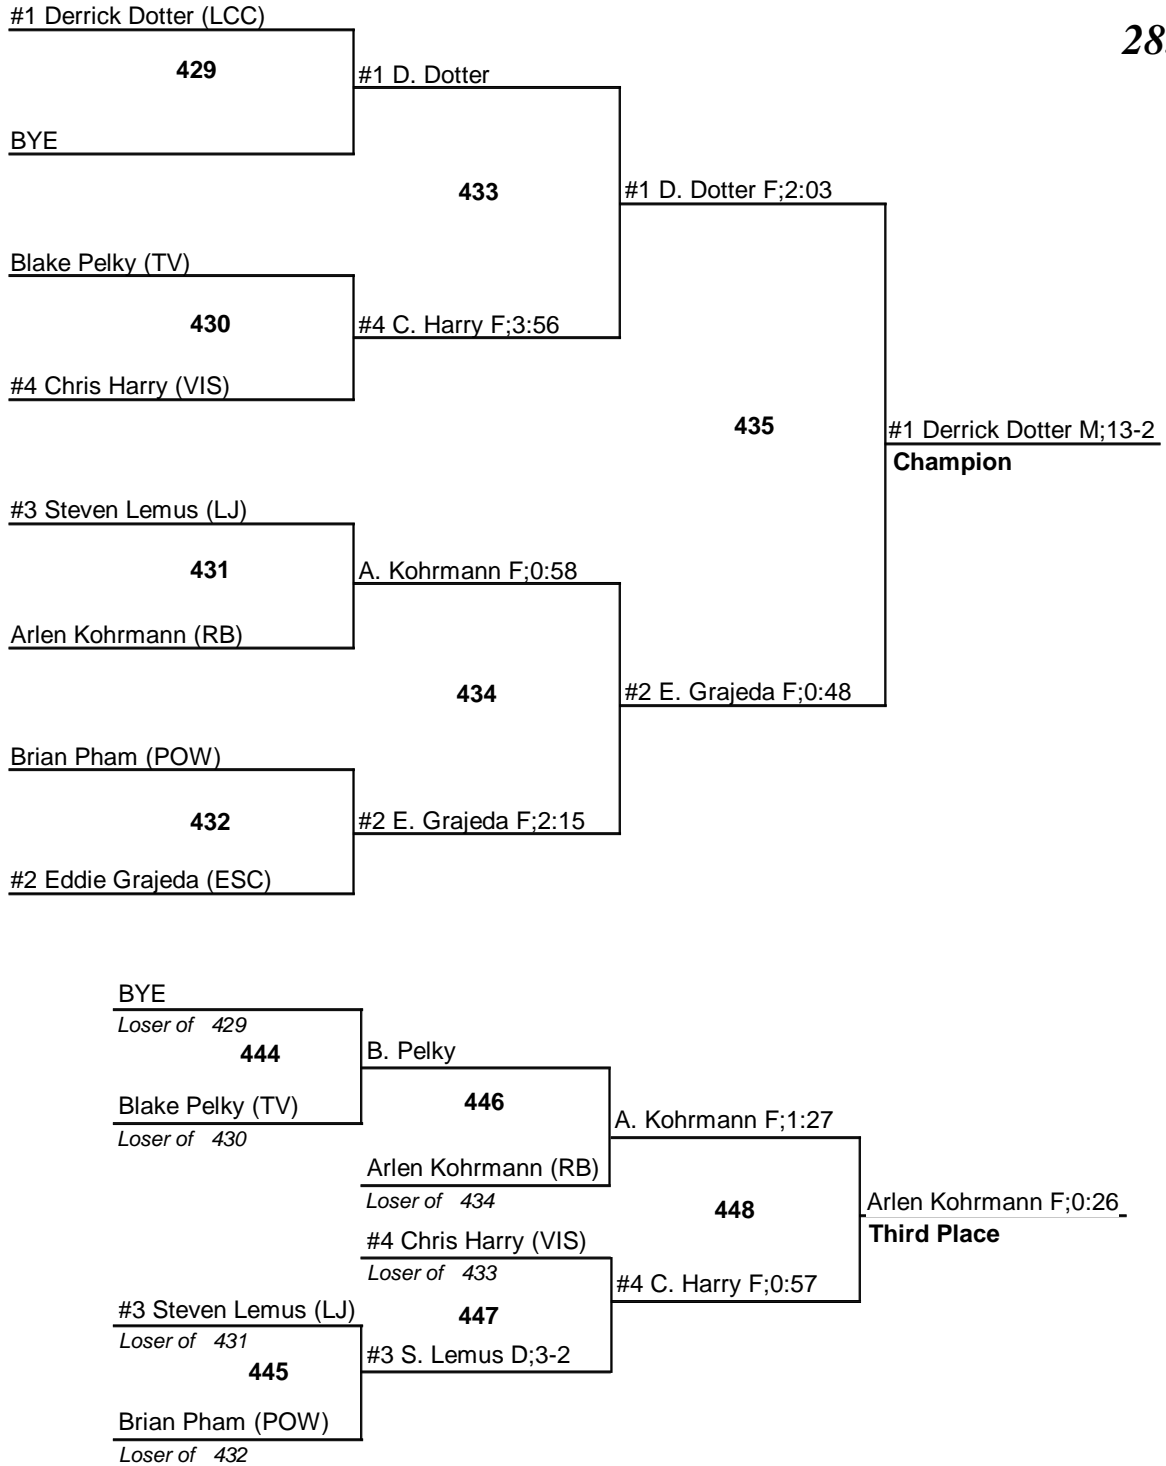 #1 Derrick Dotter (LCC)
28
429
#1 D. Dotter
BYE
433
#1 D. Dotter F;2:03
Blake Pelky (TV)
430
#4 C. Harry F;3:56
#4 Chris Harry (VIS)
435
#1 Derrick Dotter M;13-2
Champion
#3 Steven Lemus (LJ)
431
A. Kohrmann F;0:58
Arlen Kohrmann (RB)
434
#2 E. Grajeda F;0:48
Brian Pham (POW)
432
#2 E. Grajeda F;2:15
#2 Eddie Grajeda (ESC)
BYE
Loser of 429
444
B. Pelky
Blake Pelky (TV)
Loser of 430
446
A. Kohrmann F;1:27
Arlen Kohrmann (RB)
Loser of 434
448
Arlen Kohrmann F;0:26
Third Place
#4 Chris Harry (VIS)
Loser of 433
#4 C. Harry F;0:57
#3 Steven Lemus (LJ)
Loser of 431
447
#3 S. Lemus D;3-2
445
Brian Pham (POW)
Loser of 432